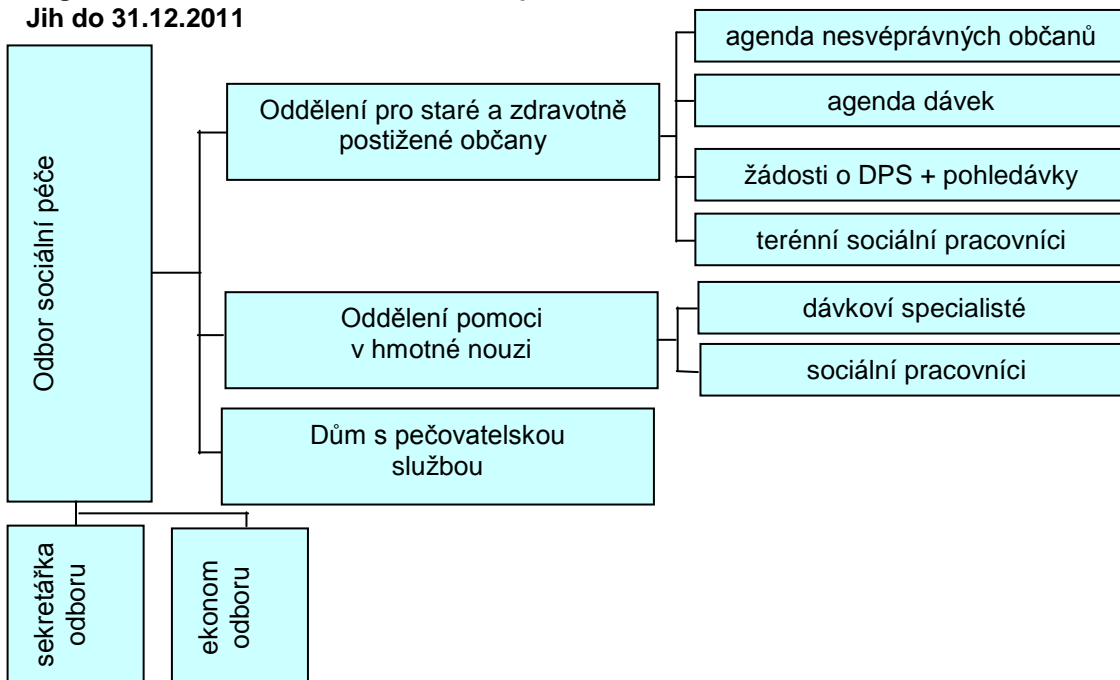 Jih do 31.12.2011
Odbor sociální péče
Oddělení pro staré a zdravotně
postižené občany
agenda nesvéprávných občanů
agenda dávek
žádosti o DPS + pohledávky
terénní sociální pracovníci
Oddělení pomoci
v hmotné nouzi
dávkoví specialisté
sociální pracovníci
Dům s pečovatelskou
službou
sekretářka
odboru
ekonom
odboru